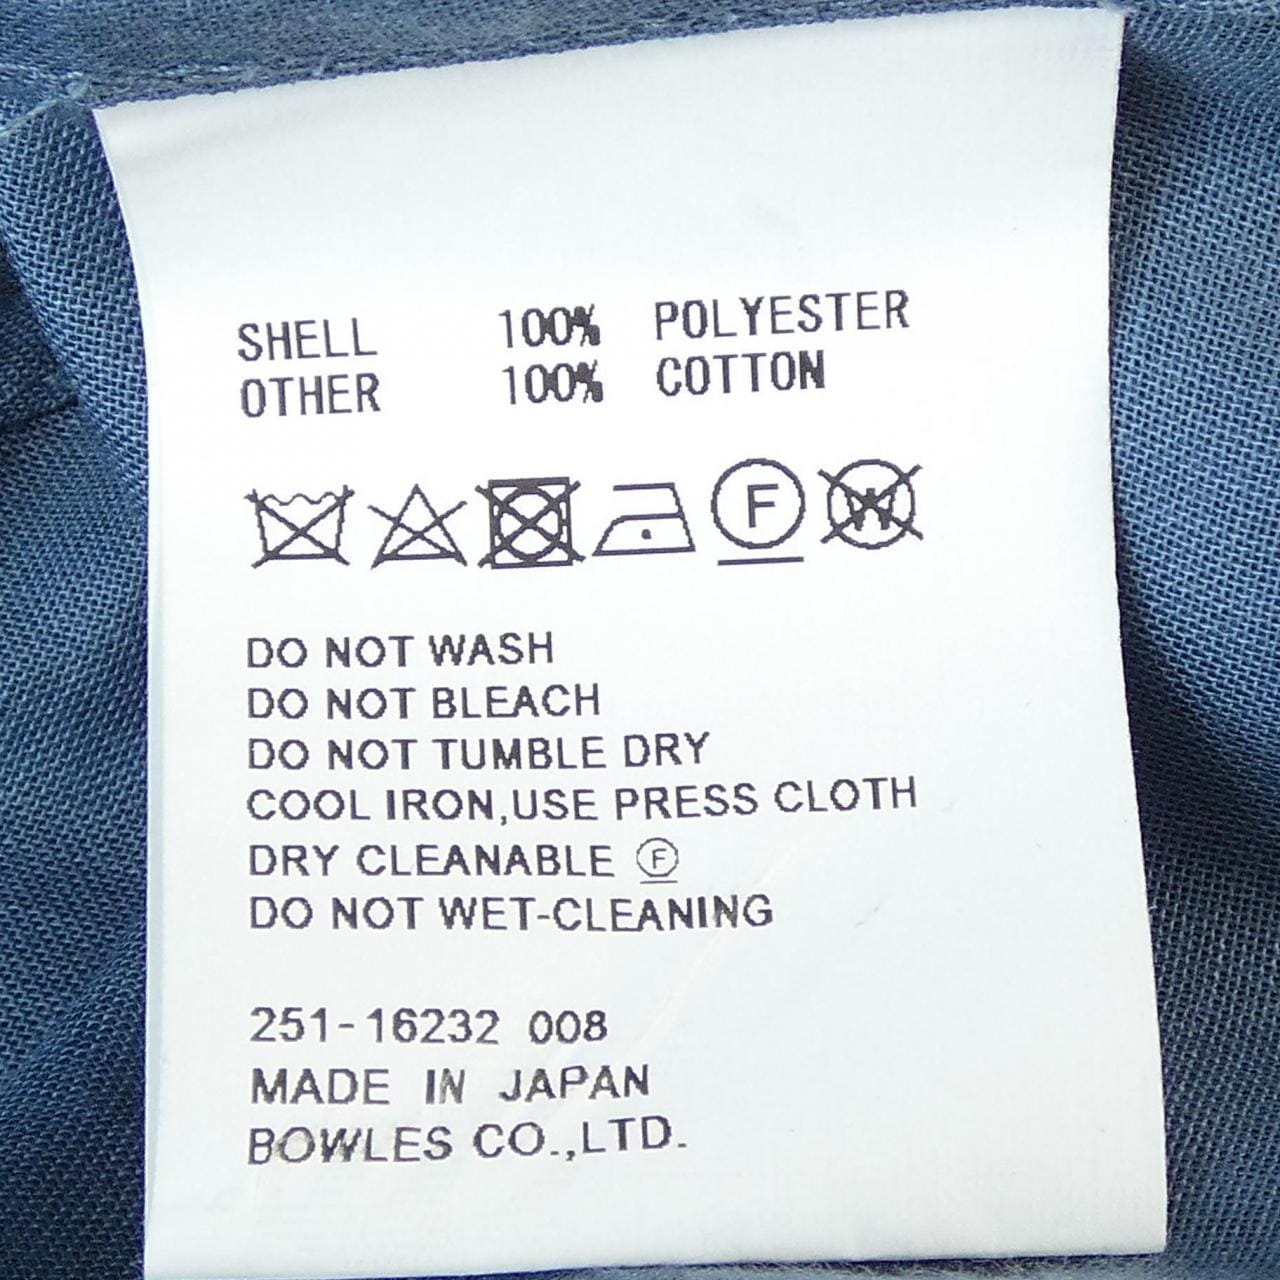 SHELL 100% POLYESTER
OTHER 100% COTTON
F W
DO NOT WASH
DO NOT BLEACH
DO NOT TUMBLE DRY
COOL IRON,USE PRESS CLOTH
DRY CLEANABLE F
DO NOT WET-CLEANING
251-16232 008
MADE IN JAPAN
BOWLES CO.,LTD.